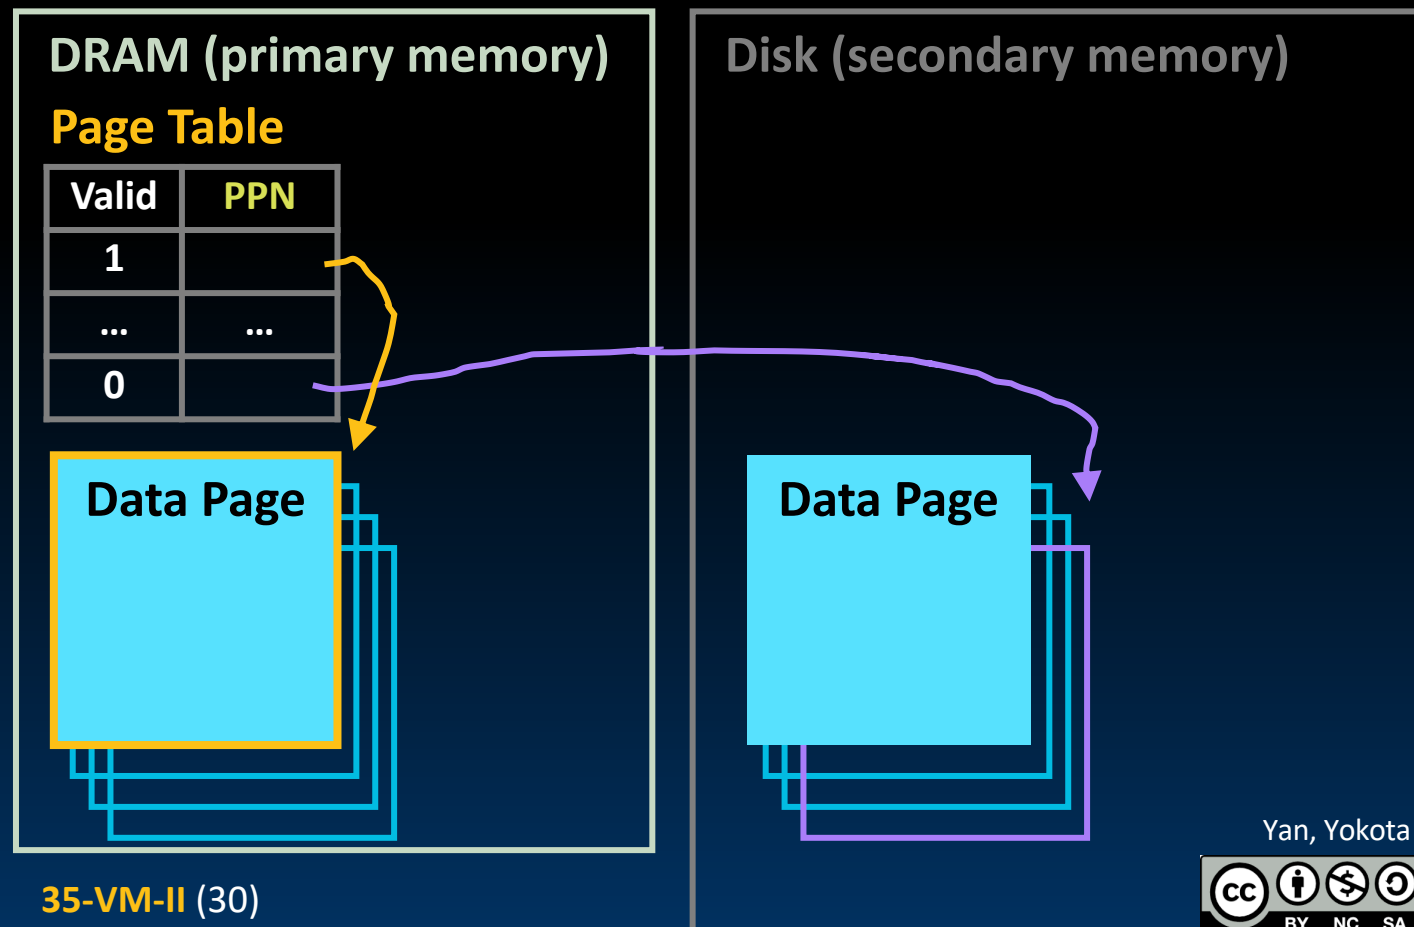 DRAM (primary memory)
Disk (secondary memory)
Page Table
Valid PPN
1
... ...
0
Data Page
Data Page
Yan, Yokota
35-VM-II (30)
cc
BY NC SA